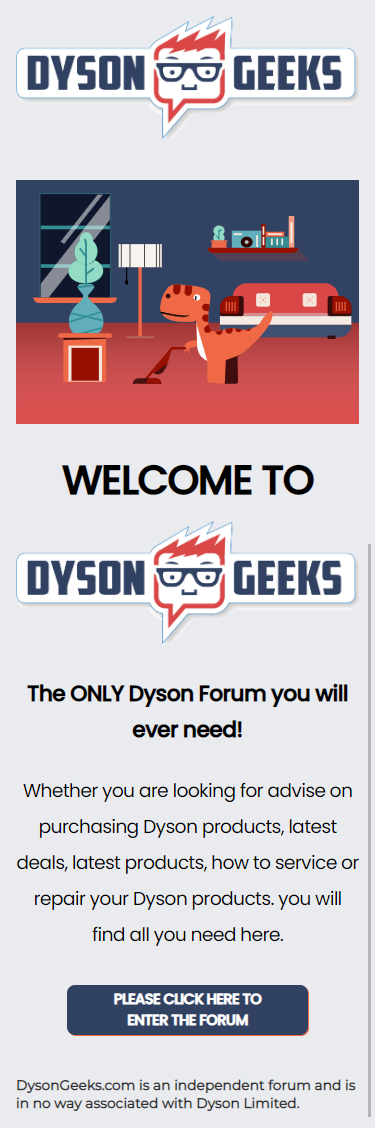 DYSON GEEKS
WELCOME TO
DYSON GEEKS
The ONLY Dyson Forum you will
ever need!
Whether you are looking for advise on
purchasing Dyson products, latest
deals, latest products, how to service or
repair your Dyson products. you will
find all you need here.
PLEASE CLICK HERE TO
ENTER THE FORUM
DysonGeeks.com is an independent forum and is
in no way associated with Dyson Limited.